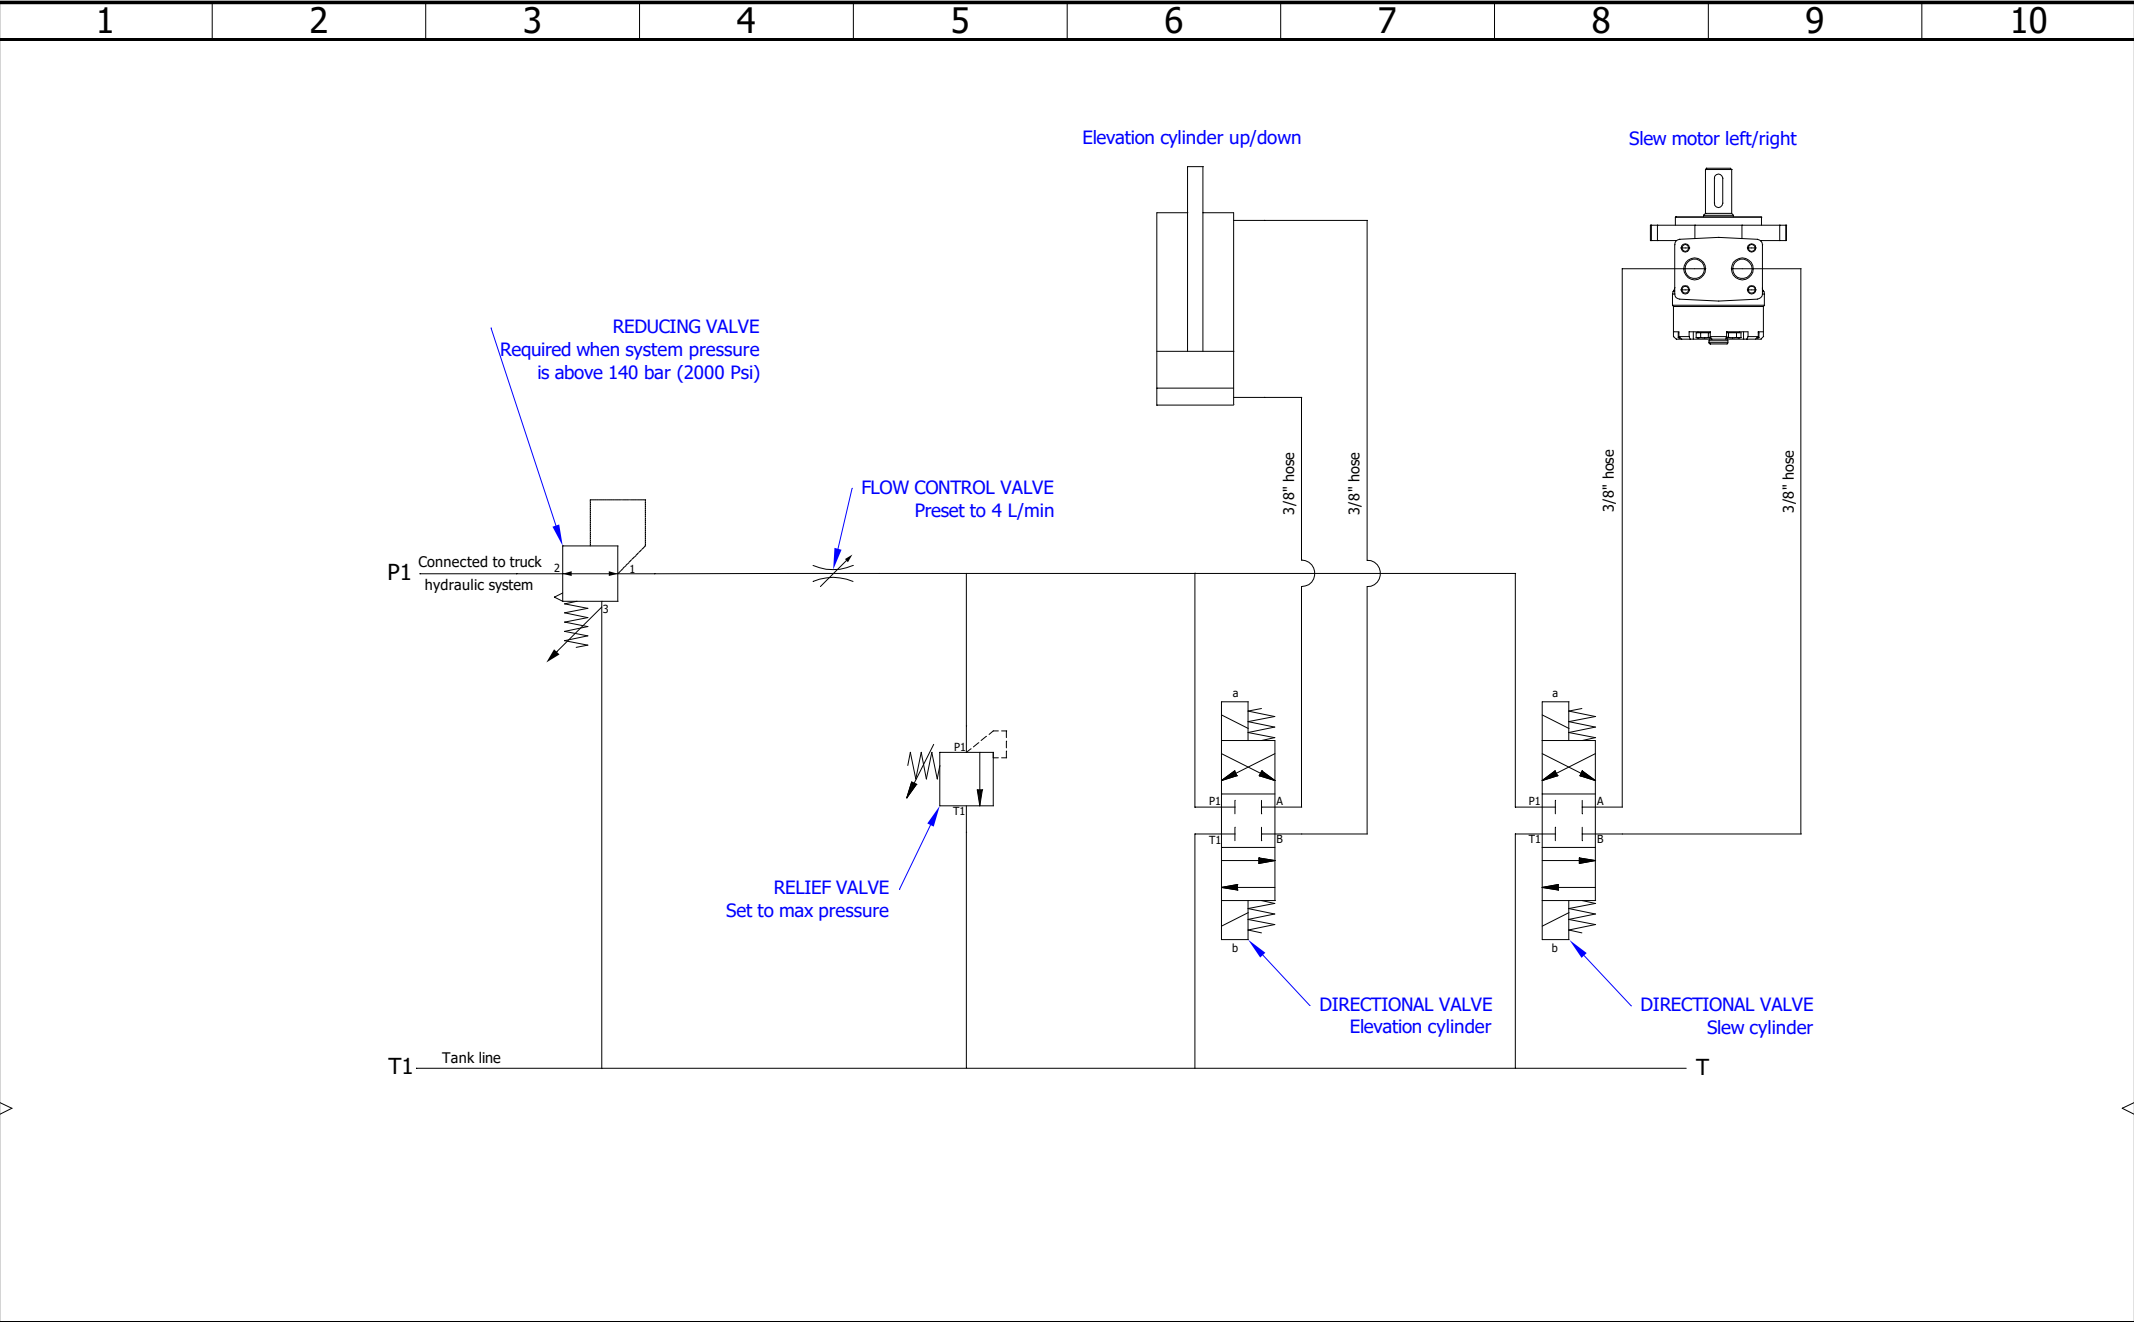 1 2 3 4 5 6 7 8 9 10
Elevation cylinder up/down
Slew motor left/right
REDUCING VALVE
Required when system pressure
is above 140 bar (2000 Psi)
FLOW CONTROL VALVE
Preset to 4 L/min
3/8" hose
3/8" hose
3/8" hose
3/8" hose
P1
Connected to truck
hydraulic system
2
1
3
P1
T1
RELIEF VALVE
Set to max pressure
a
P1
A
T1
B
b
a
P1
A
T1
B
b
DIRECTIONAL VALVE
Elevation cylinder
DIRECTIONAL VALVE
Slew cylinder
T1
Tank line
T